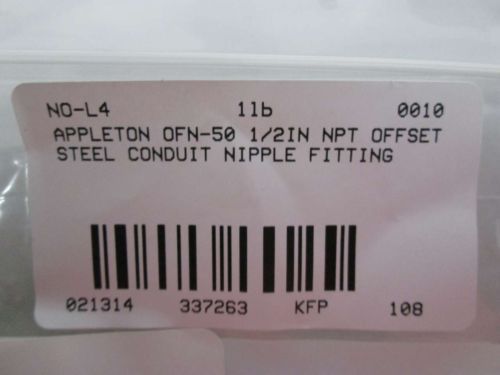 NO-L4 1lb 0010
APPLETON OFN-50 1/2IN NPT OFFSET
STEEL CONDUIT NIPPLE FITTING
021314 337263 KFP 108